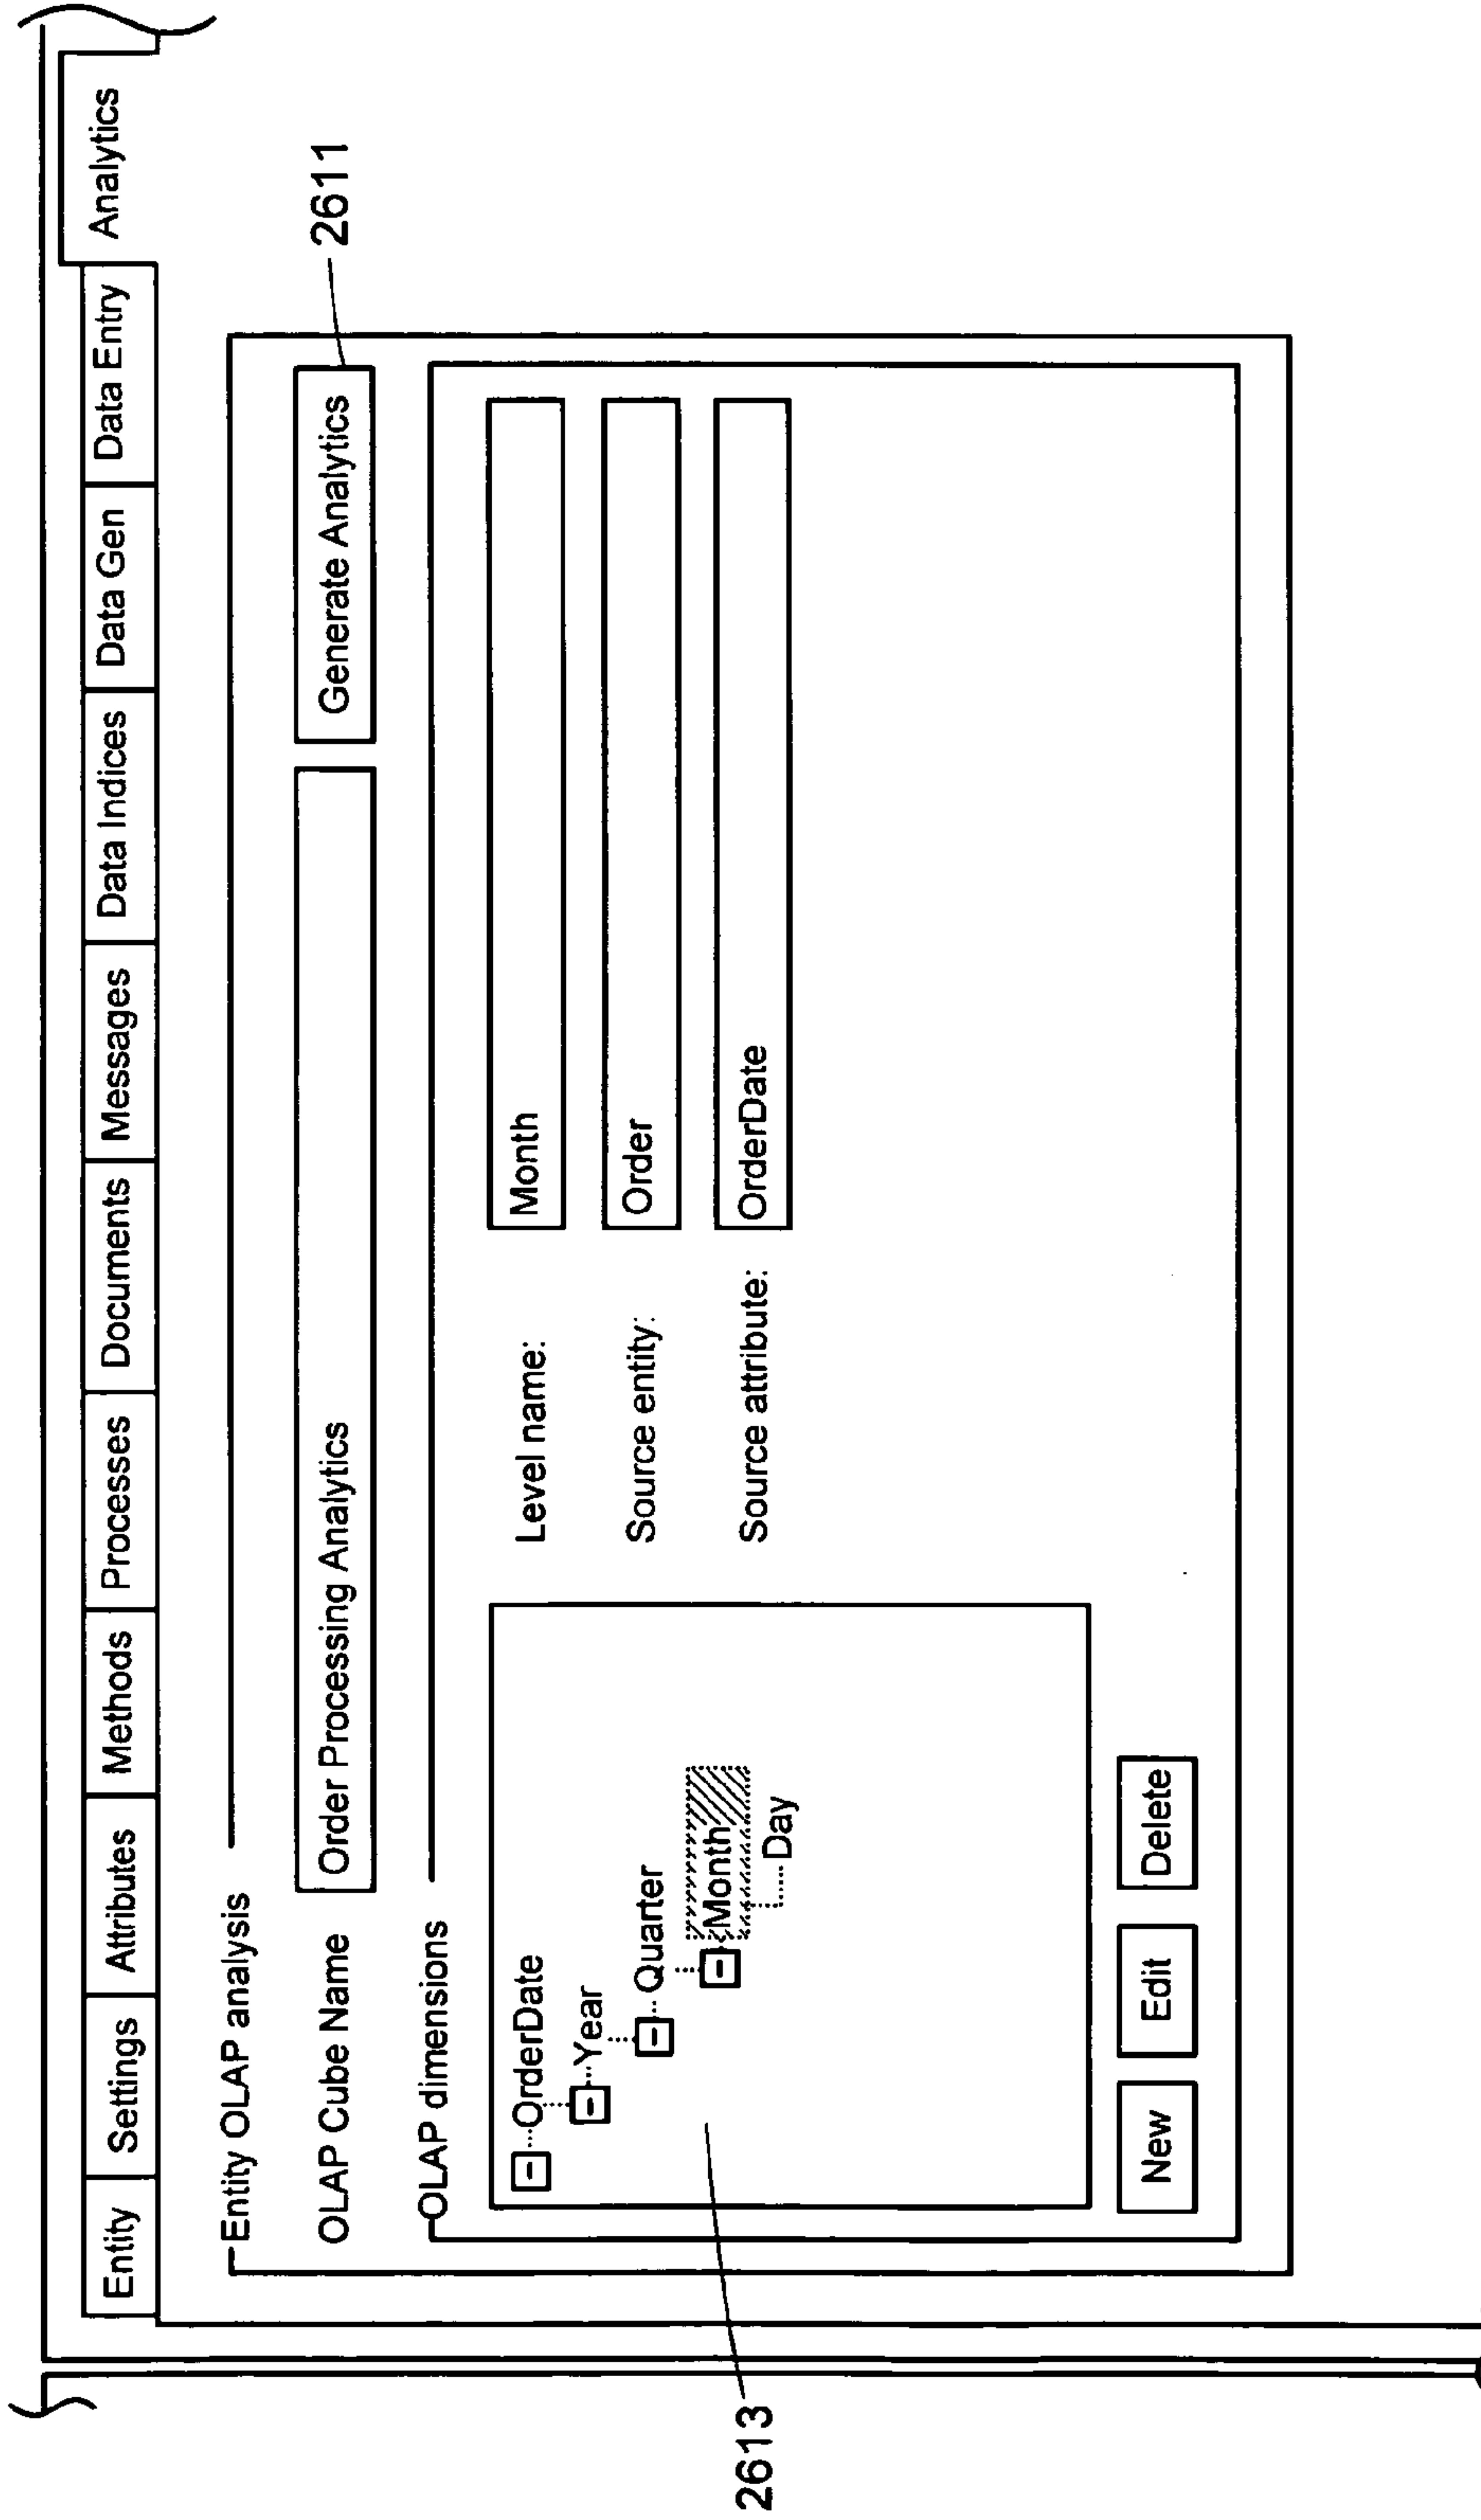 Entity Settings Attributes Methods Processes Documents Messages Data Indices Data Gen Data Entry Analytics
Entity OLAP analysis
OLAP Cube Name Order Processing Analytics Generate Analytics
2611
OLAP dimensions
OrderDate
Year
Quarter
Month
Day
Level name: Month
Source entity: Order
Source attribute: OrderDate
New Edit Delete
2613